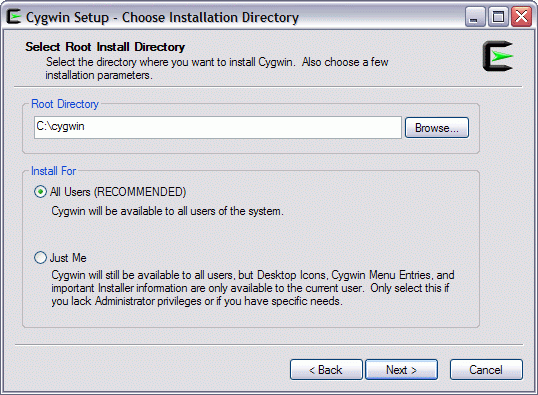 Cygwin Setup - Choose Installation Directory
Select Root Install Directory
Select the directory where you want to install Cygwin.  Also choose a few
installation parameters.
Root Directory
C:\cygwin
Browse...
Install For
All Users (RECOMMENDED)
Cygwin will be available to all users of the system.
Just Me
Cygwin will still be available to all users, but Desktop Icons, Cygwin Menu Entries, and
important Installer information are only available to the current user.  Only select this if
you lack Administrator privileges or if you have specific needs.
< Back
Next >
Cancel